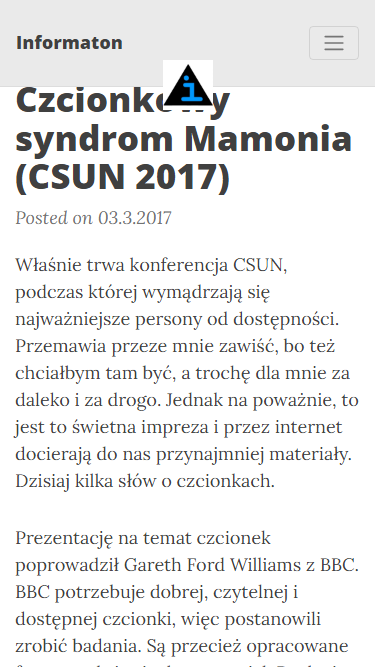 Informaton
Czcionkowy
syndrom Mamonia
(CSUN 2017)
Posted on 03.3.2017
Właśnie trwa konferencja CSUN,
podczas której wymądrzają się
najważniejsze persony od dostępności.
Przemawia przeze mnie zawiść, bo też
chciałbym tam być, a trochę dla mnie za
daleko i za drogo. Jednak na poważnie, to
jest to świetna impreza i przez internet
docierają do nas przynajmniej materiały.
Dzisiaj kilka słów o czcionkach.
Prezentację na temat czcionek
poprowadził Gareth Ford Williams z BBC.
BBC potrzebuje dobrej, czytelnej i
dostępnej czcionki, więc postanowili
zrobić badania. Są przecież opracowane